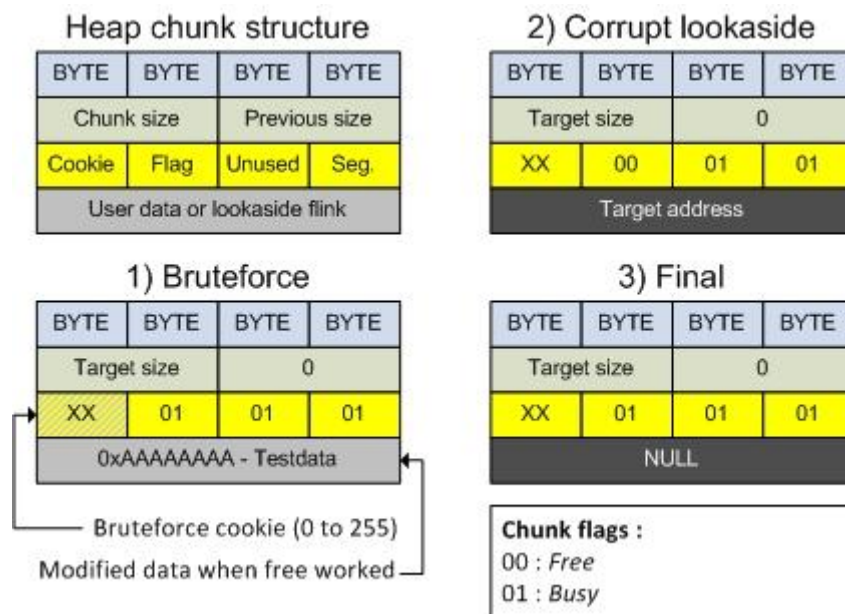 Heap chunk structure
BYTE BYTE BYTE BYTE
Chunk size Previous size
Cookie Flag Unused Seg.
User data or lookaside flink
2) Corrupt lookaside
BYTE BYTE BYTE BYTE
Target size 0
XX 00 01 01
Target address
1) Bruteforce
BYTE BYTE BYTE BYTE
Target size 0
XX 01 01 01
0xAAAAAAAA - Testdata
Bruteforce cookie (0 to 255)
Modified data when free worked
3) Final
BYTE BYTE BYTE BYTE
Target size 0
XX 01 01 01
NULL
Chunk flags :
00 : Free
01 : Busy